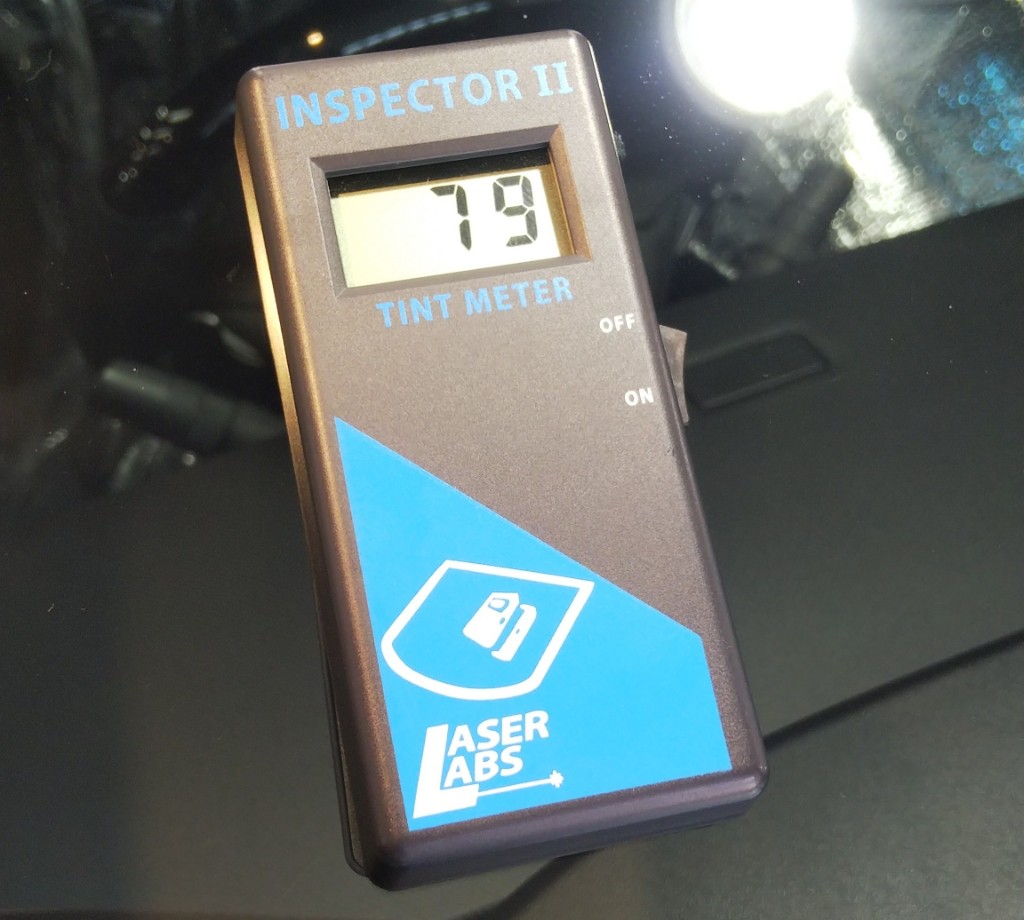 INSPECTOR II
79
TINT METER
OFF
ON
LASER
LABS